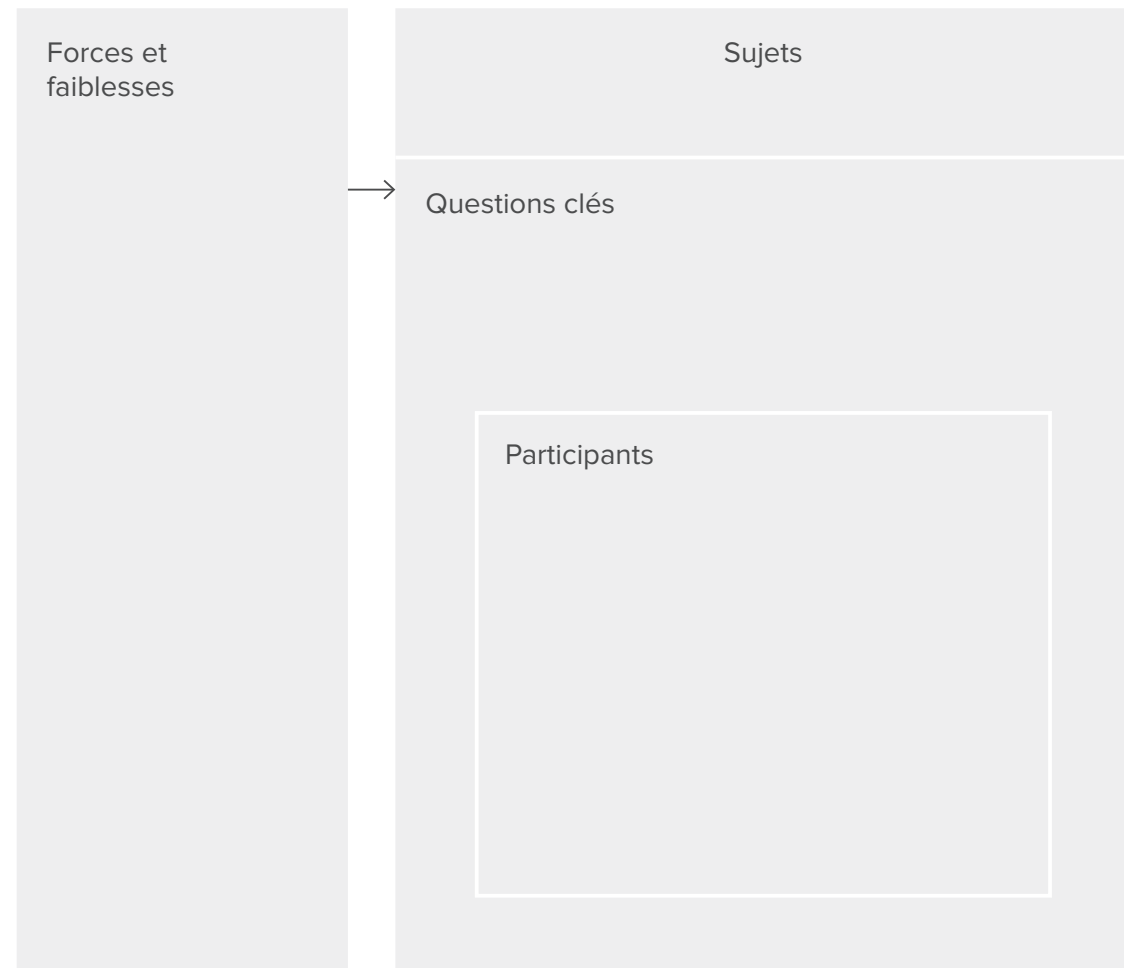 Forces et
faiblesses
Sujets
Questions clés
Participants